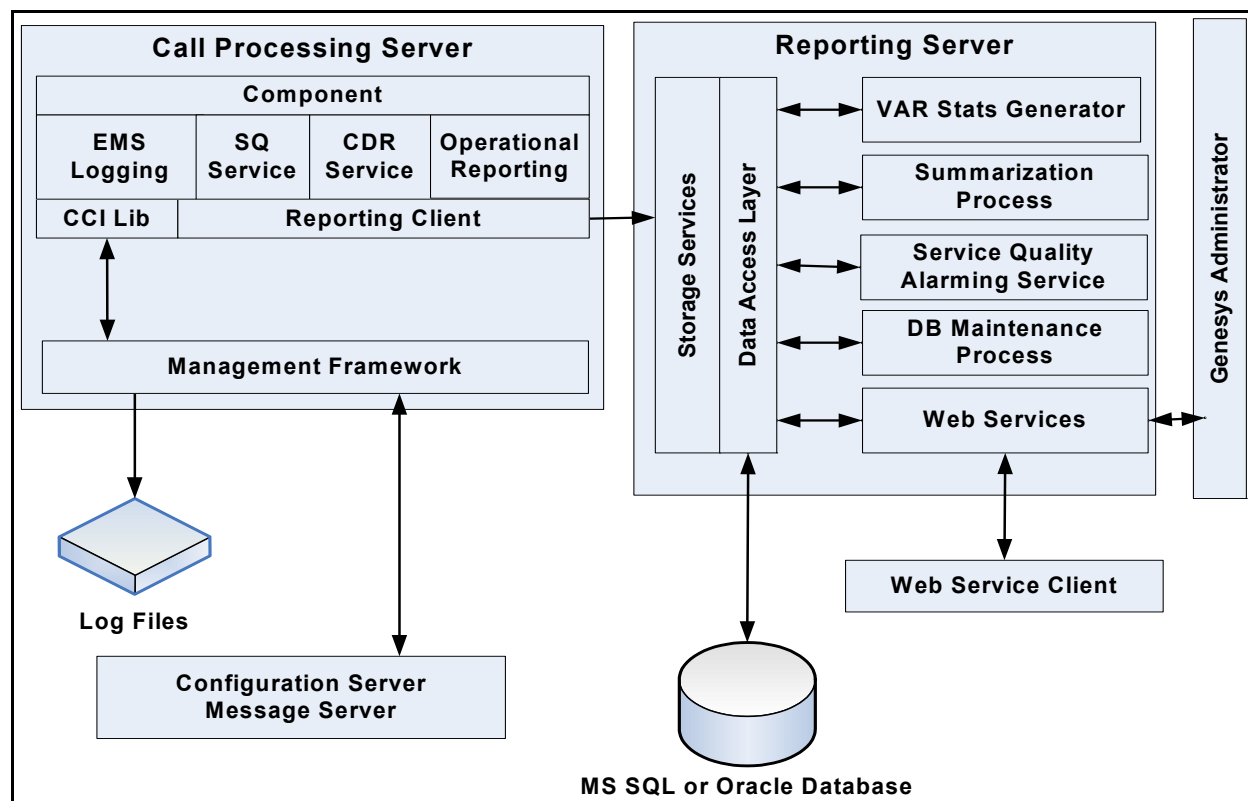 Call Processing Server
Component
EMS
Logging
SQ
Service
CDR
Service
Operational
Reporting
CCI Lib
Reporting Client
Management Framework
Log Files
Configuration Server
Message Server
Reporting Server
Storage Services
Data Access Layer
VAR Stats Generator
Summarization
Process
Service Quality
Alarming Service
DB Maintenance
Process
Web Services
Genesys Administrator
Web Service Client
MS SQL or Oracle Database